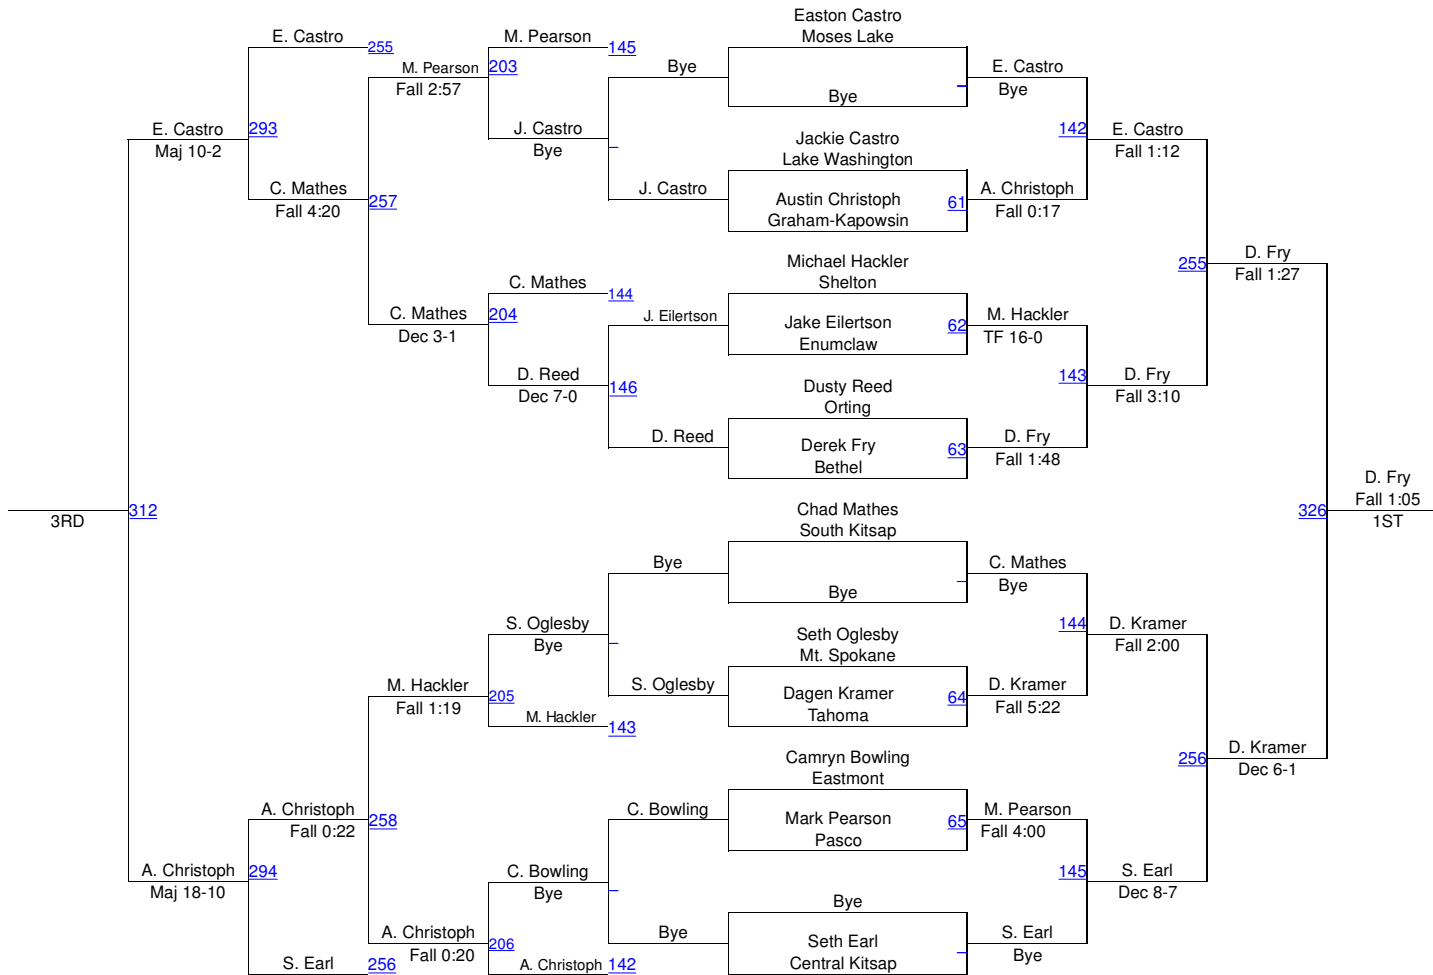 Easton Castro
E. Castro
M. Pearson
Moses Lake
255
145
M. Pearson
203
Bye
E. Castro
Fall 2:57
Bye
Bye
E. Castro
293
J. Castro
Jackie Castro
142
E. Castro
Maj 10-2
Bye
Lake Washington
Fall 1:12
C. Mathes
J. Castro
Austin Christoph
61
A. Christoph
Fall 4:20
257
Graham-Kapowsin
Fall 0:17
Michael Hackler
255
D. Fry
C. Mathes
144
Shelton
Fall 1:27
C. Mathes
204
J. Eilertson
Jake Eilertson
62
M. Hackler
Dec 3-1
Enumclaw
TF 16-0
D. Reed
146
Dusty Reed
143
D. Fry
Dec 7-0
Orting
Fall 3:10
D. Reed
Derek Fry
63
D. Fry
Bethel
Fall 1:48
D. Fry
Fall 1:05
312
Chad Mathes
326
3RD
South Kitsap
1ST
Bye
C. Mathes
Bye
Bye
S. Oglesby
Seth Oglesby
144
D. Kramer
Bye
Mt. Spokane
Fall 2:00
M. Hackler
205
S. Oglesby
Dagen Kramer
64
D. Kramer
Fall 1:19
M. Hackler
143
Tahoma
Fall 5:22
Camryn Bowling
256
D. Kramer
Eastmont
Dec 6-1
A. Christoph
258
C. Bowling
Mark Pearson
65
M. Pearson
Fall 0:22
Pasco
Fall 4:00
A. Christoph
294
C. Bowling
145
S. Earl
Maj 18-10
Bye
Bye
Dec 8-7
A. Christoph
206
Bye
Seth Earl
S. Earl
Fall 0:20
Central Kitsap
Bye
S. Earl
256
A. Christoph
142